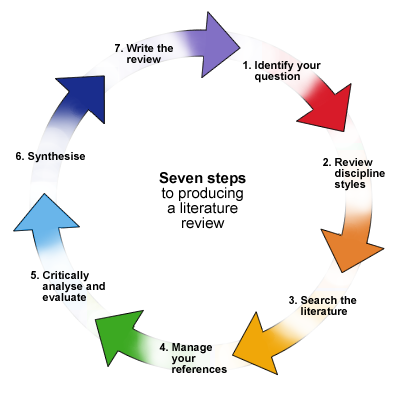 Seven steps
to producing
a literature
review
1. Identify your
question
2. Review
discipline
styles
3. Search the
literature
4. Manage
your
references
5. Critically
analyse and
evaluate
6. Synthesise
7. Write the
review